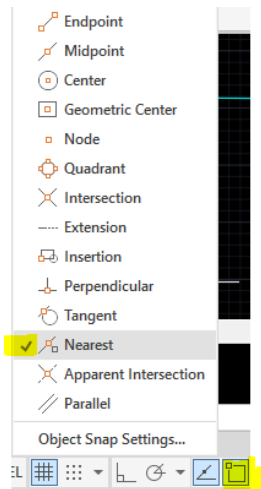 Endpoint
Midpoint
Center
Geometric Center
Node
Quadrant
Intersection
Extension
Insertion
Perpendicular
Tangent
Nearest
Apparent Intersection
Parallel
Object Snap Settings...
EL